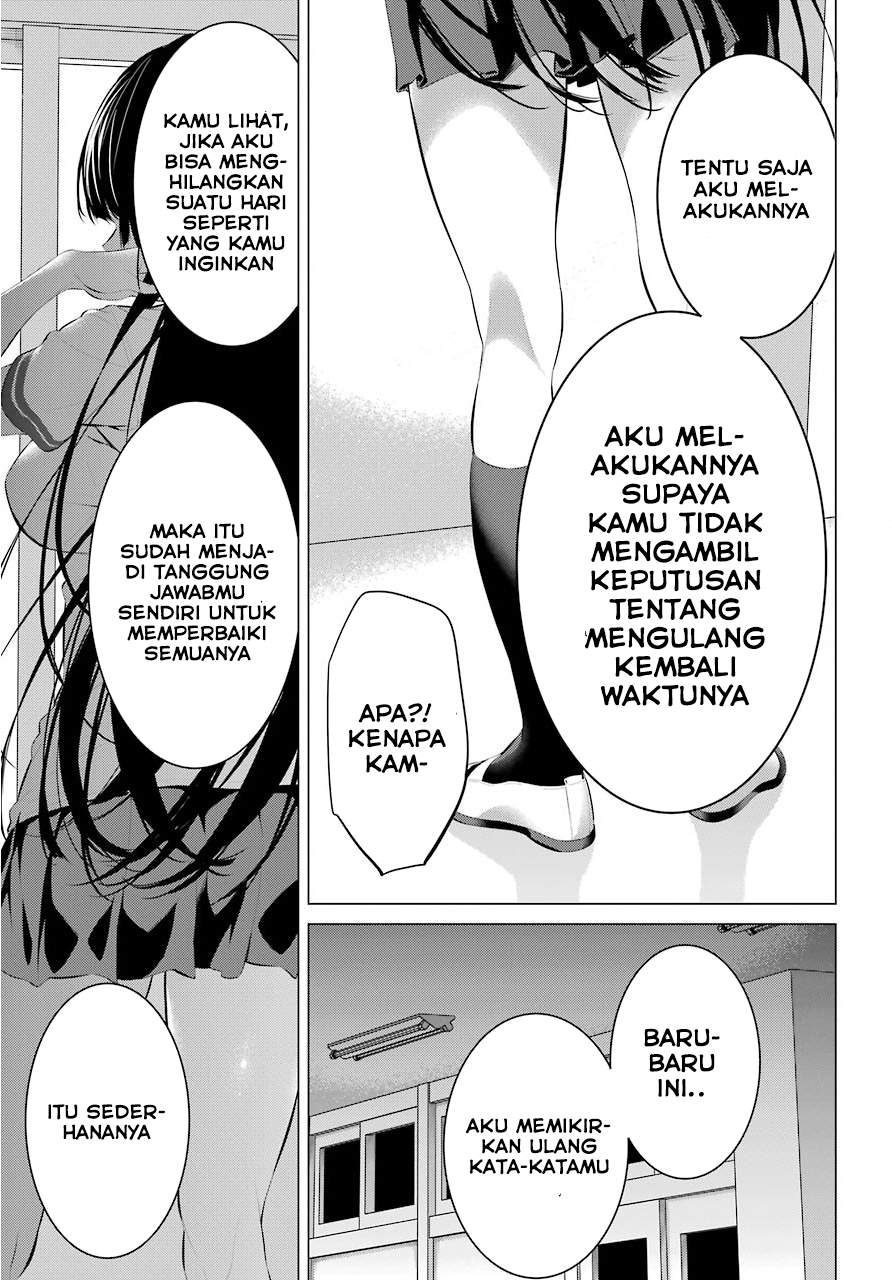 TENTU SAJA
AKU MEL-
AKUKANNYA
AKU MEL-
AKUKANNYA
SUPAYA
KAMU TIDAK
MENGAMBIL
KEPUTUSAN
TENTANG
MENGULANG
KEMBALI
WAKTUNYA
APA?!
KENAPA
KAM-
BARU-
BARU
INI..
AKU MEMIKIR-
KAN ULANG
KATA-KATAMU
KAMU LIHAT,
JIKA AKU
BISA MENG-
HILANGKAN
SUATU HARI
SEPERTI
YANG KAMU
INGINKAN
MAKA ITU
SUDAH MENJA-
DI TANGGUNG
JAWABMU
SENDIRI UNTUK
MEMPERBAIKI
SEMUANYA
ITU SEDER-
HANANYA